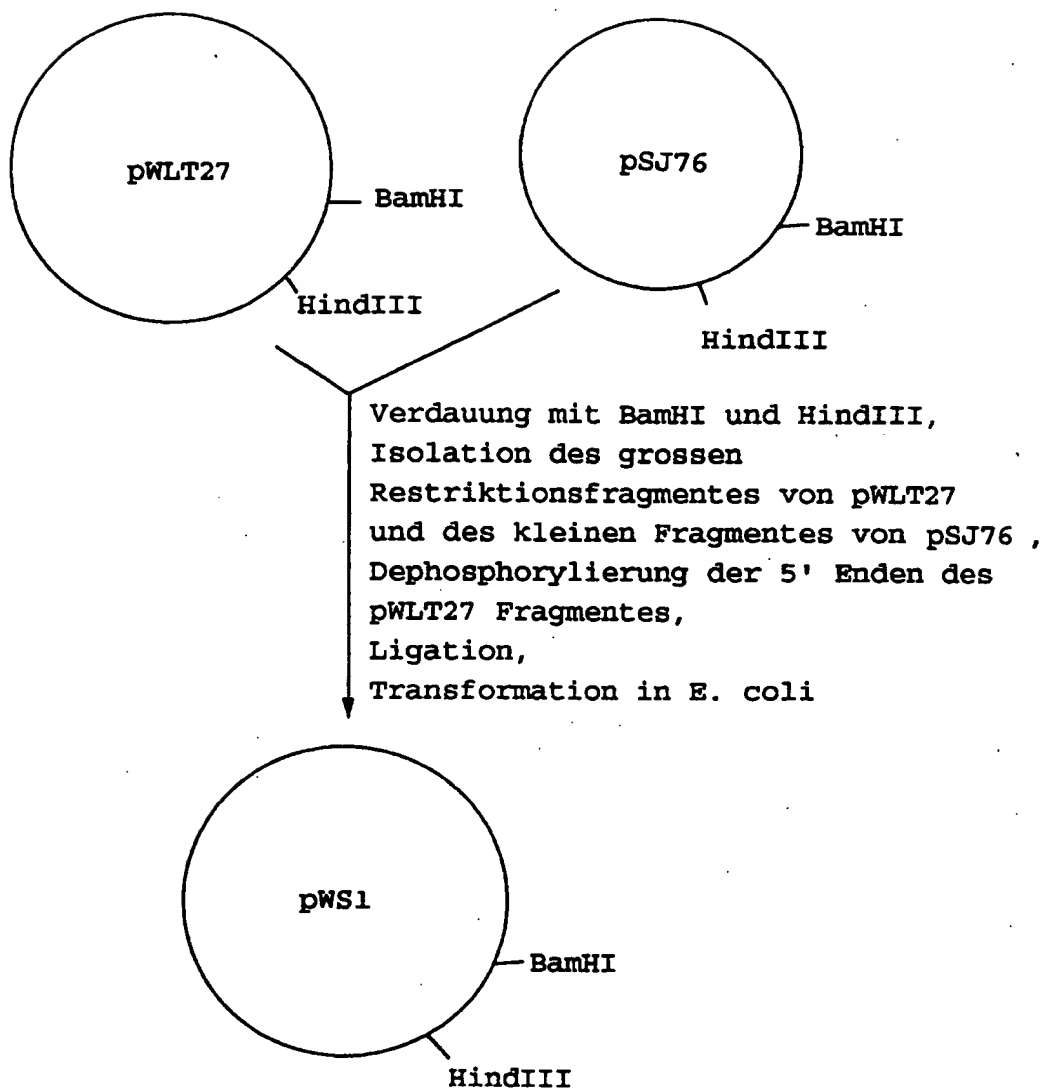 pWLT27
pSJ76
BamHI
BamHI
HindIII
HindIII
Verdauung mit BamHI und HindIII,
Isolation des grossen
Restriktionsfragmentes von pWLT27
und des kleinen Fragmentes von pSJ76 ,
Dephosphorylierung der 5' Enden des
pWLT27 Fragmentes,
Ligation,
Transformation in E. coli
pWS1
BamHI
HindIII